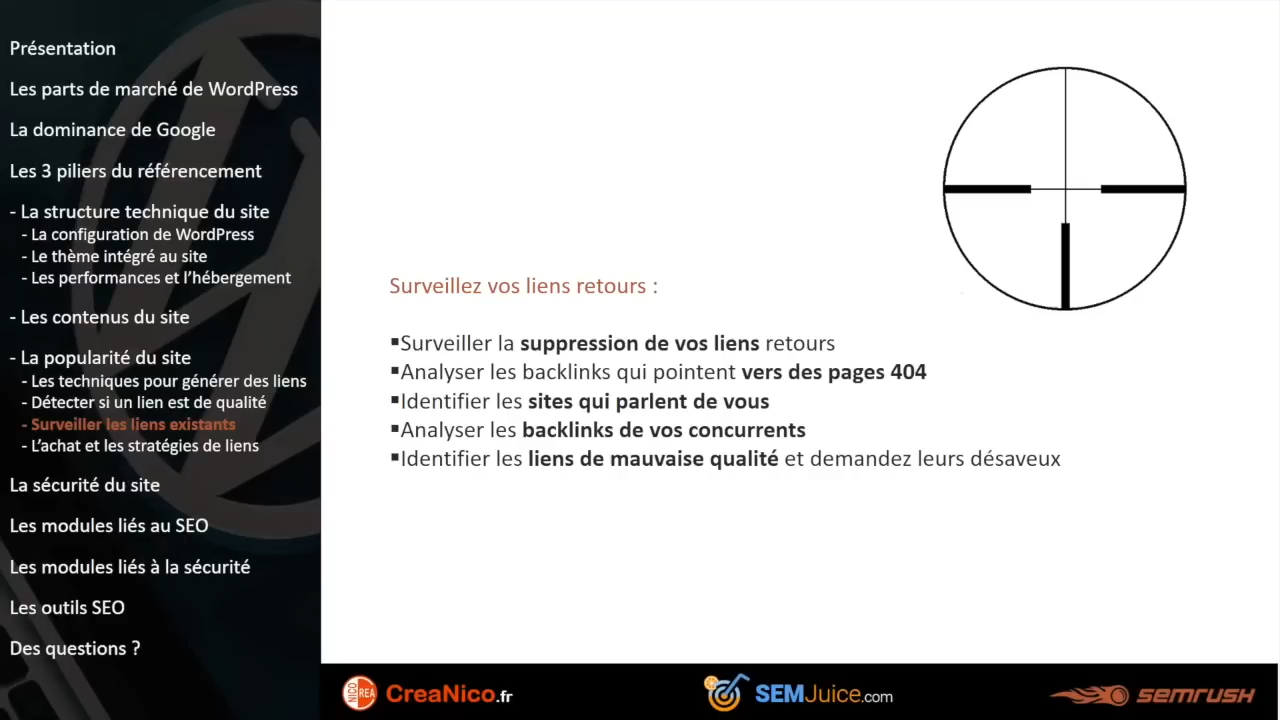 Présentation
Les parts de marché de WordPress
La dominance de Google
Les 3 piliers du référencement
- La structure technique du site
- La configuration de WordPress
- Le thème intégré au site
- Les performances et l'hébergement
- Les contenus du site
- La popularité du site
- Les techniques pour générer des liens
- Détecter si un lien est de qualité
- Surveiller les liens existants
- L'achat et les stratégies de liens
La sécurité du site
Les modules liés au SEO
Les modules liés à la sécurité
Les outils SEO
Des questions ?
Surveillez vos liens retours :
▪Surveiller la suppression de vos liens retours
▪Analyser les backlinks qui pointent vers des pages 404
▪Identifier les sites qui parlent de vous
▪Analyser les backlinks de vos concurrents
▪Identifier les liens de mauvaise qualité et demandez leurs désaveux
NICO CREA CreaNico.fr
SEMJuice.com
SEMRUSH